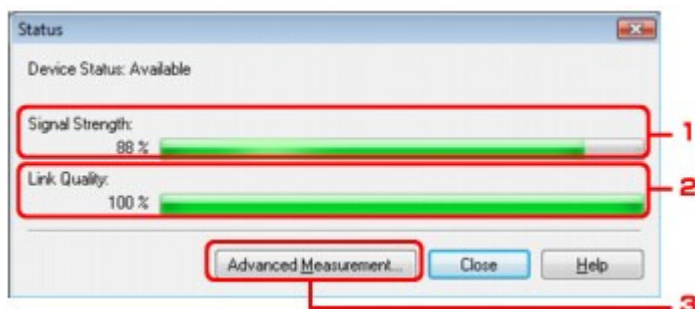 Status
Device Status: Available
Signal Strength:
88 %
1
Link Quality:
100 %
2
Advanced Measurement...
Close
Help
3